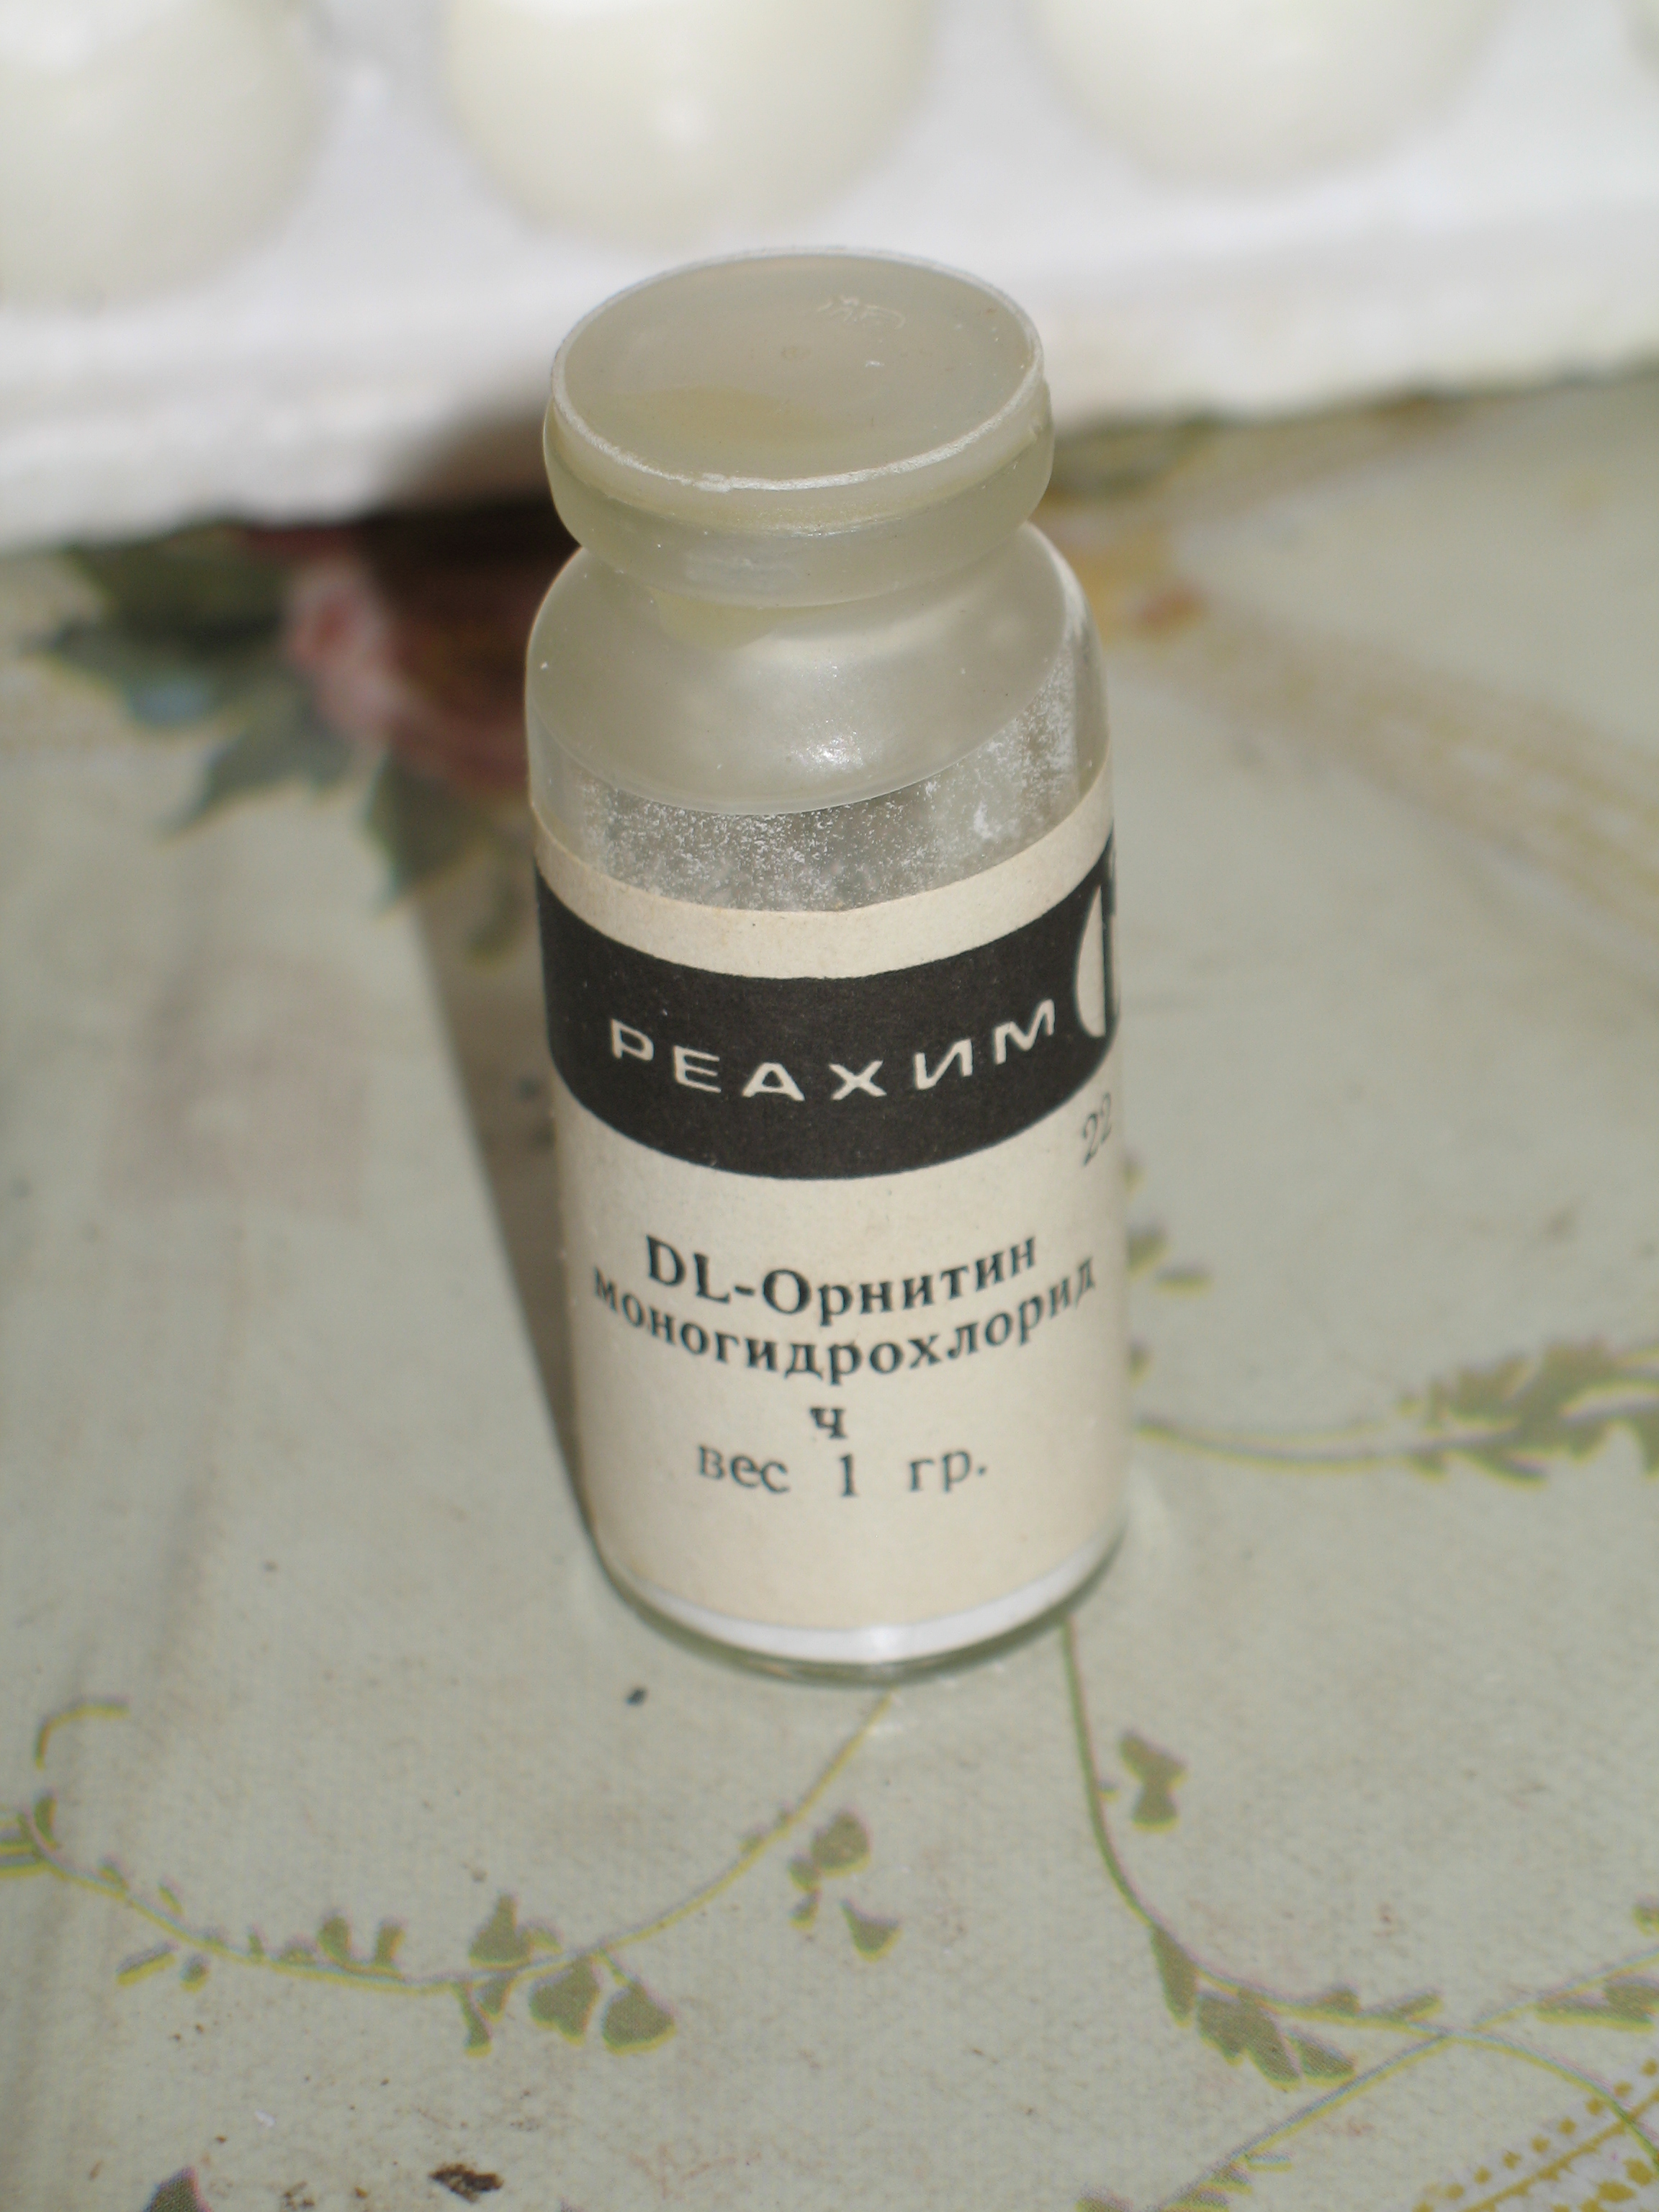 РЕАХИМ
22
DL-Орнитин
моногидрохлорид
ч
вес 1 гр.